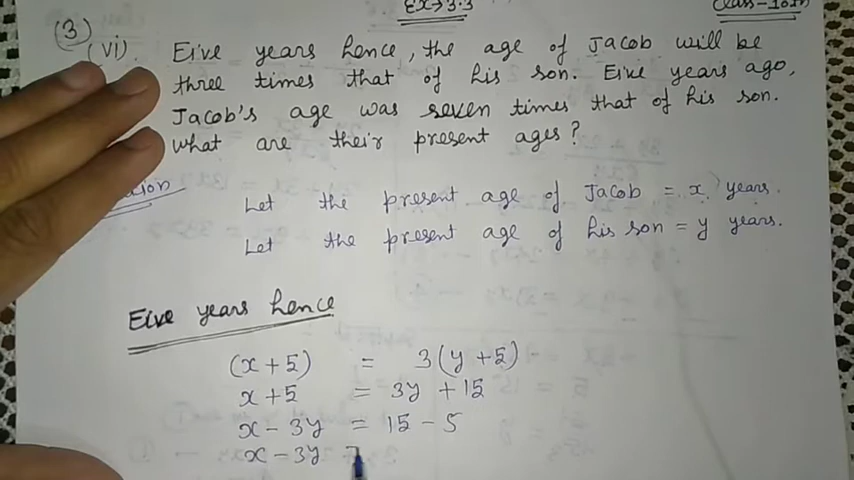 Ex→3.3
Class-10th
(3)
(vi). Five years hence, the age of Jacob will be
three times that of his son. Five years ago,
Jacob's age was seven times that of his son.
What are their present ages?
Let the present age of Jacob = x years.
Let the present age of his son = y years.
Five years hence
(x + 5) = 3(y + 5)
x + 5 = 3y + 15
x - 3y = 15 - 5
x - 3y =